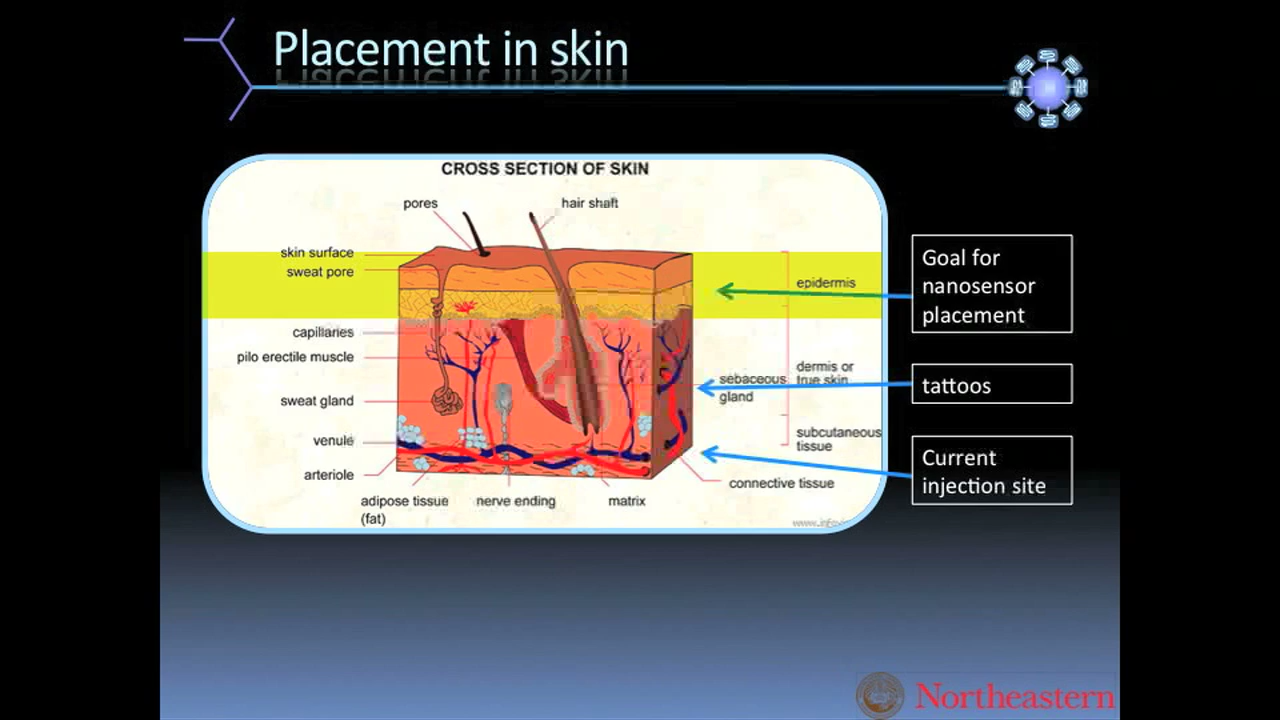 Placement in skin
CROSS SECTION OF SKIN
pores
hair shaft
skin surface
sweat pore
capillaries
pilo erectile muscle
sweat gland
venule
arteriole
adipose tissue
(fat)
nerve ending
matrix
connective tissue
epidermis
sebaceous
gland
dermis or
true skin
subcutaneous
tissue
Goal for
nanosensor
placement
tattoos
Current
injection site
Northeastern